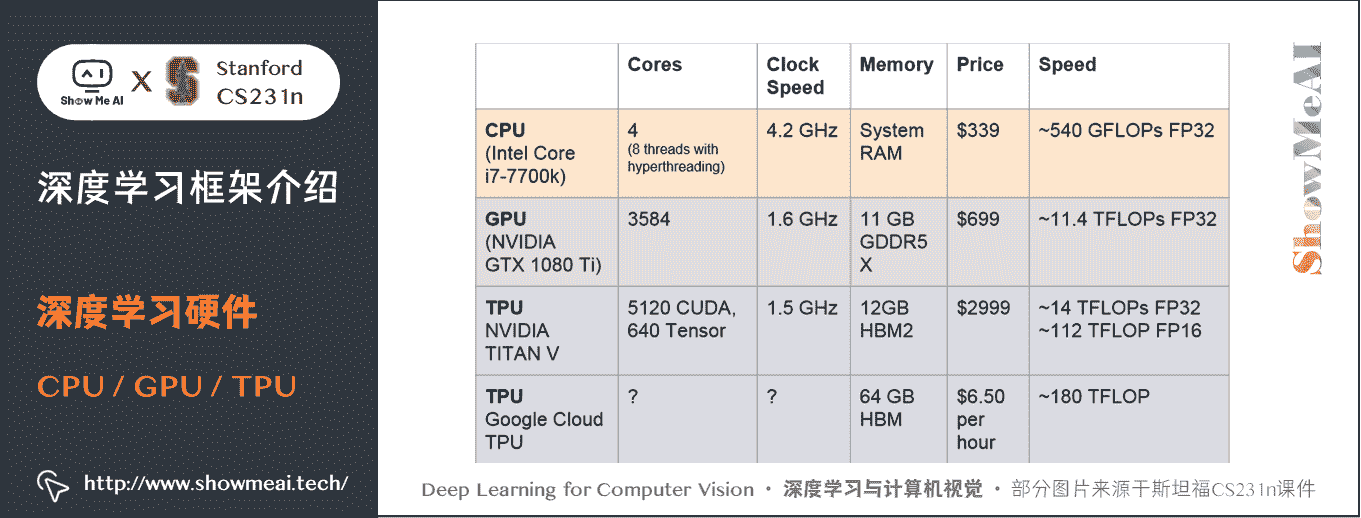 Show Me AI
X
Stanford
CS231n
深度学习框架介绍
深度学习硬件
CPU / GPU / TPU
http://www.showmeai.tech/
Cores
Clock
Speed
Memory
Price
Speed
CPU
(Intel Core
i7-7700k)
4
(8 threads with
hyperthreading)
4.2 GHz
System
RAM
$339
~540 GFLOPs FP32
GPU
(NVIDIA
GTX 1080 Ti)
3584
1.6 GHz
11 GB
GDDR5
X
$699
~11.4 TFLOPs FP32
TPU
NVIDIA
TITAN V
5120 CUDA,
640 Tensor
1.5 GHz
12GB
HBM2
$2999
~14 TFLOPs FP32
~112 TFLOP FP16
TPU
Google Cloud
TPU
?
?
64 GB
HBM
$6.50
per
hour
~180 TFLOP
ShowMeAI
Deep Learning for Computer Vision · 深度学习与计算机视觉 · 部分图片来源于斯坦福CS231n课件